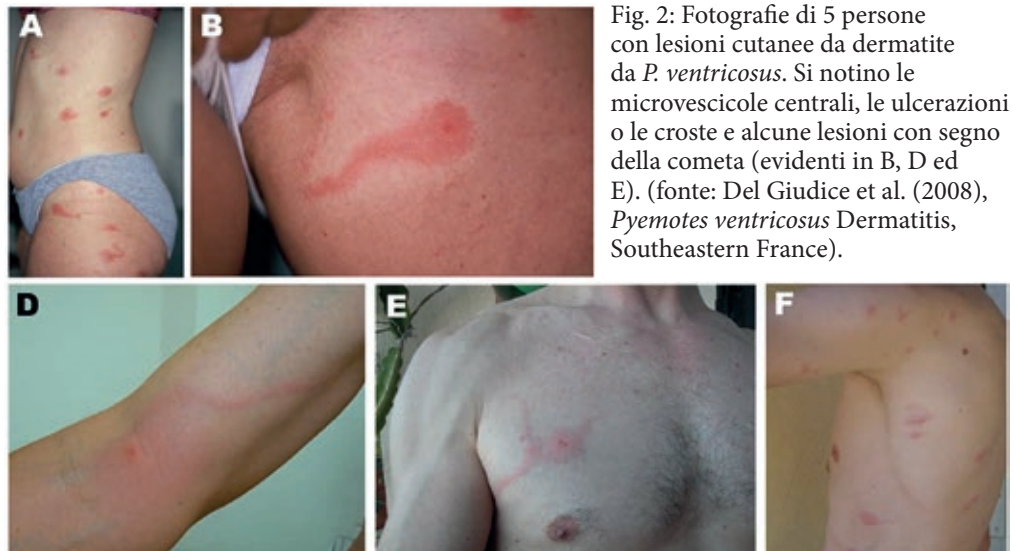 A
B
Fig. 2: Fotografie di 5 persone
con lesioni cutanee da dermatite
da P. ventricosus. Si notino le
microvescicole centrali, le ulcerazioni
o le croste e alcune lesioni con segno
della cometa (evidenti in B, D ed
E). (fonte: Del Giudice et al. (2008),
Pyemotes ventricosus Dermatitis,
Southeastern France).
D
E
F